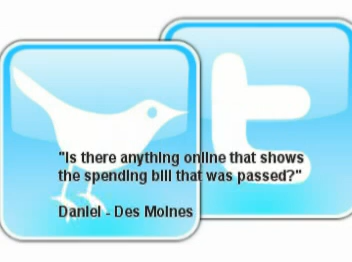 "Is there anything online that shows
the spending bill that was passed?"
Daniel - Des Moines